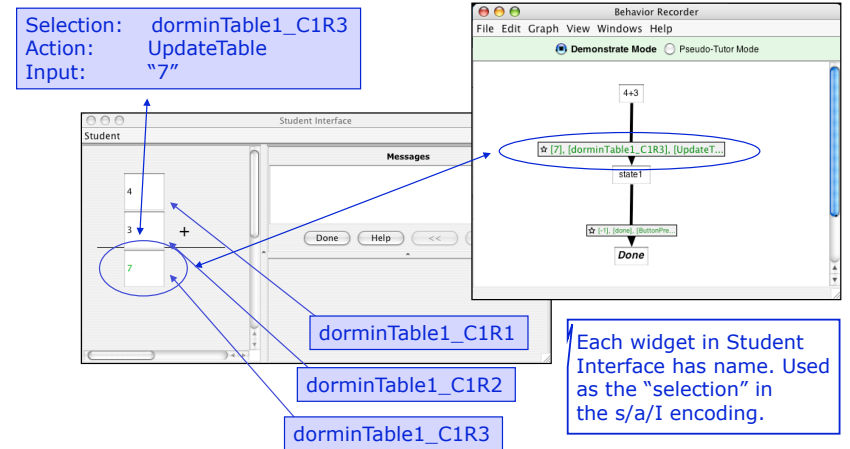 Selection: dorminTable1_C1R3
Action: UpdateTable
Input: “7”
Behavior Recorder
File Edit Graph View Windows Help
Demonstrate Mode Pseudo-Tutor Mode
4+3
☆ [7], [dorminTable1_C1R3], [UpdateT...
state1
☆ [-1], [done], [ButtonPre...
Done
Student Interface
Student
Messages
4
3 +
7
Done Help <<
dorminTable1_C1R1
dorminTable1_C1R2
dorminTable1_C1R3
Each widget in Student
Interface has name. Used
as the “selection” in
the s/a/I encoding.